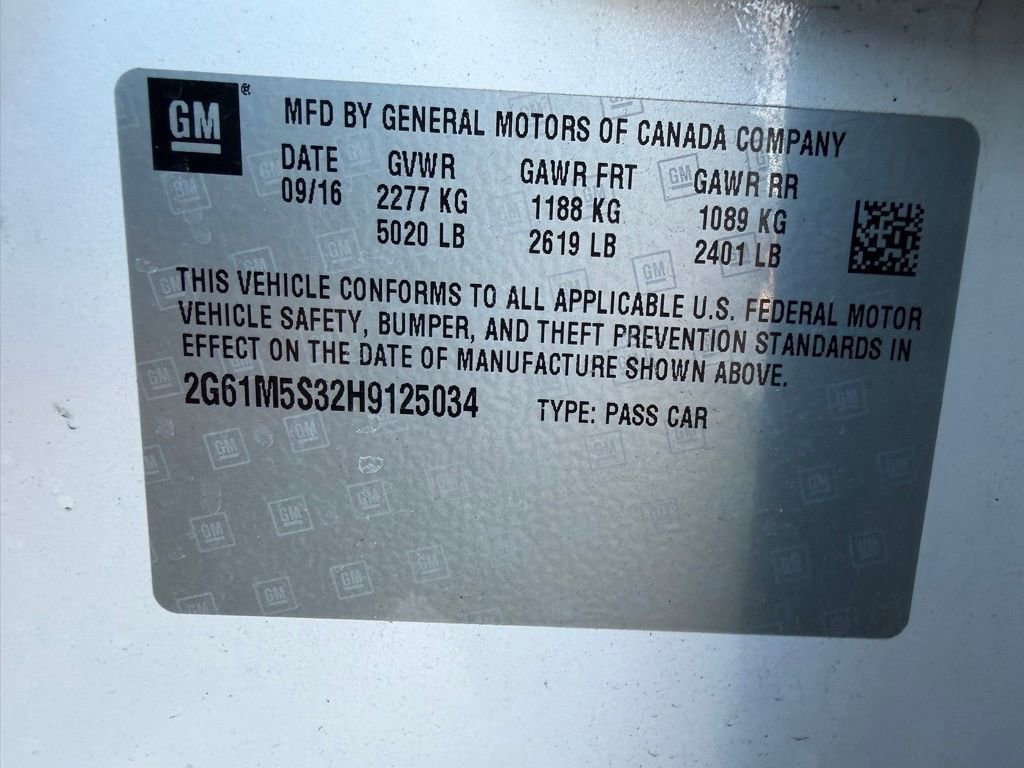 GM ® MFD BY GENERAL MOTORS OF CANADA COMPANY
DATE GVWR GAWR FRT GAWR RR
09/16 2277 KG 1188 KG 1089 KG
5020 LB 2619 LB 2401 LB
THIS VEHICLE CONFORMS TO ALL APPLICABLE U.S. FEDERAL MOTOR
VEHICLE SAFETY, BUMPER, AND THEFT PREVENTION STANDARDS IN
EFFECT ON THE DATE OF MANUFACTURE SHOWN ABOVE.
2G61M5S32H9125034 TYPE: PASS CAR